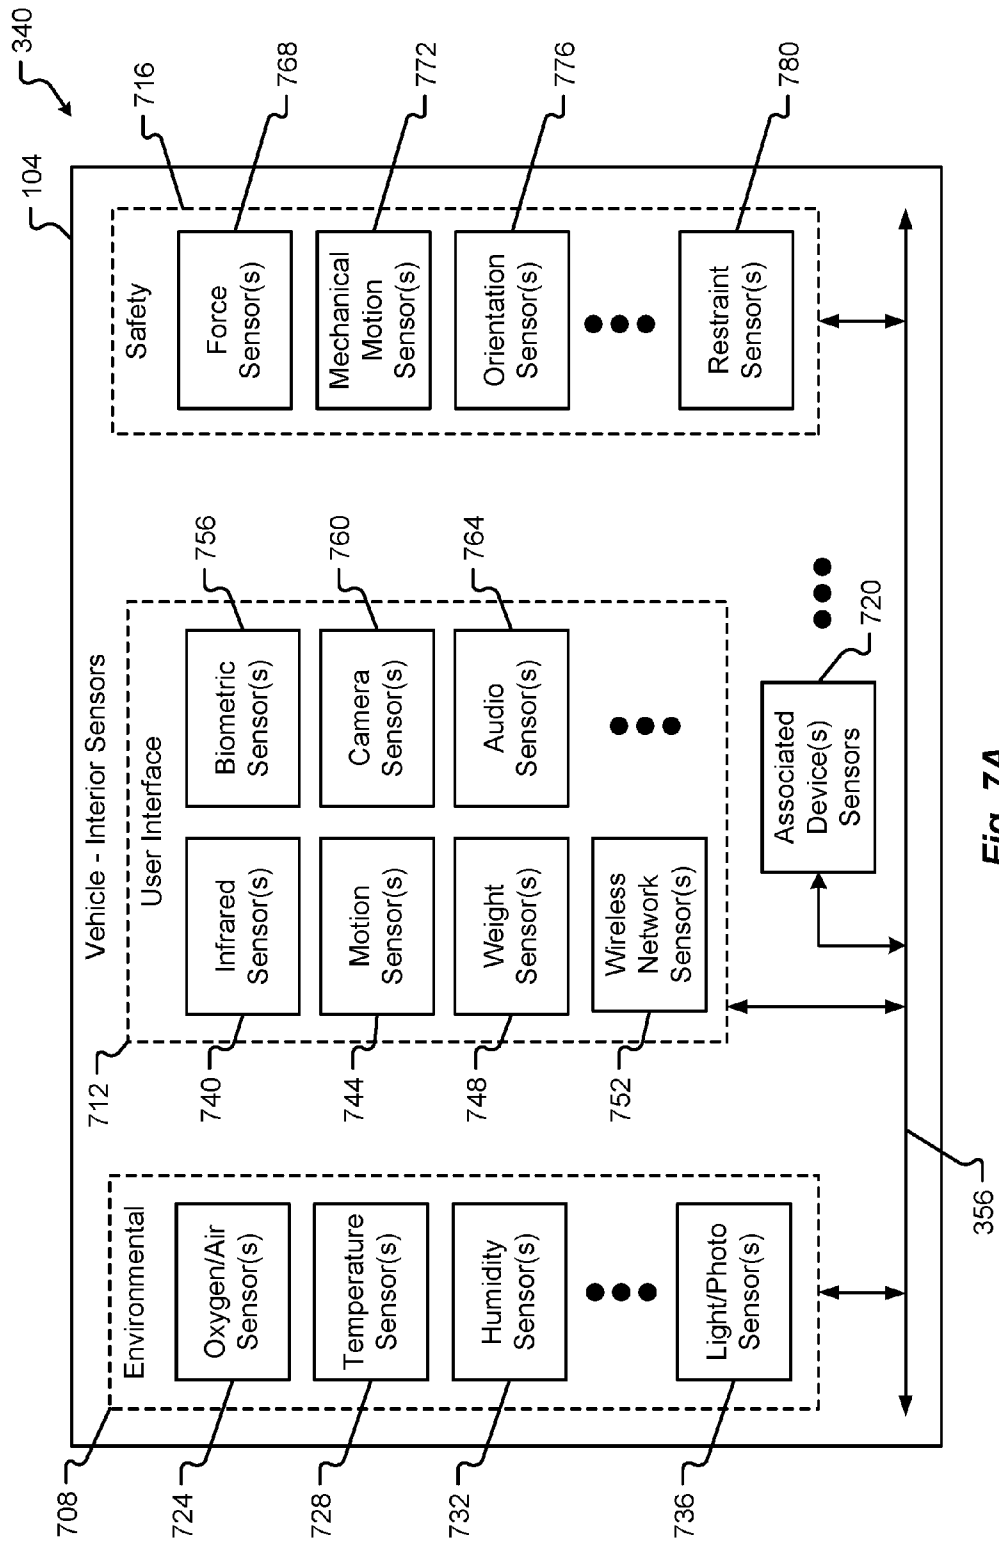 340
104
Vehicle - Interior Sensors
708
Environmental
724
Oxygen/Air
Sensor(s)
728
Temperature
Sensor(s)
732
Humidity
Sensor(s)
736
Light/Photo
Sensor(s)
712
User Interface
740
Infrared
Sensor(s)
756
Biometric
Sensor(s)
744
Motion
Sensor(s)
760
Camera
Sensor(s)
748
Weight
Sensor(s)
764
Audio
Sensor(s)
752
Wireless
Network
Sensor(s)
716
Safety
768
Force
Sensor(s)
772
Mechanical
Motion
Sensor(s)
776
Orientation
Sensor(s)
780
Restraint
Sensor(s)
720
Associated
Device(s)
Sensors
356
Fig. 7A